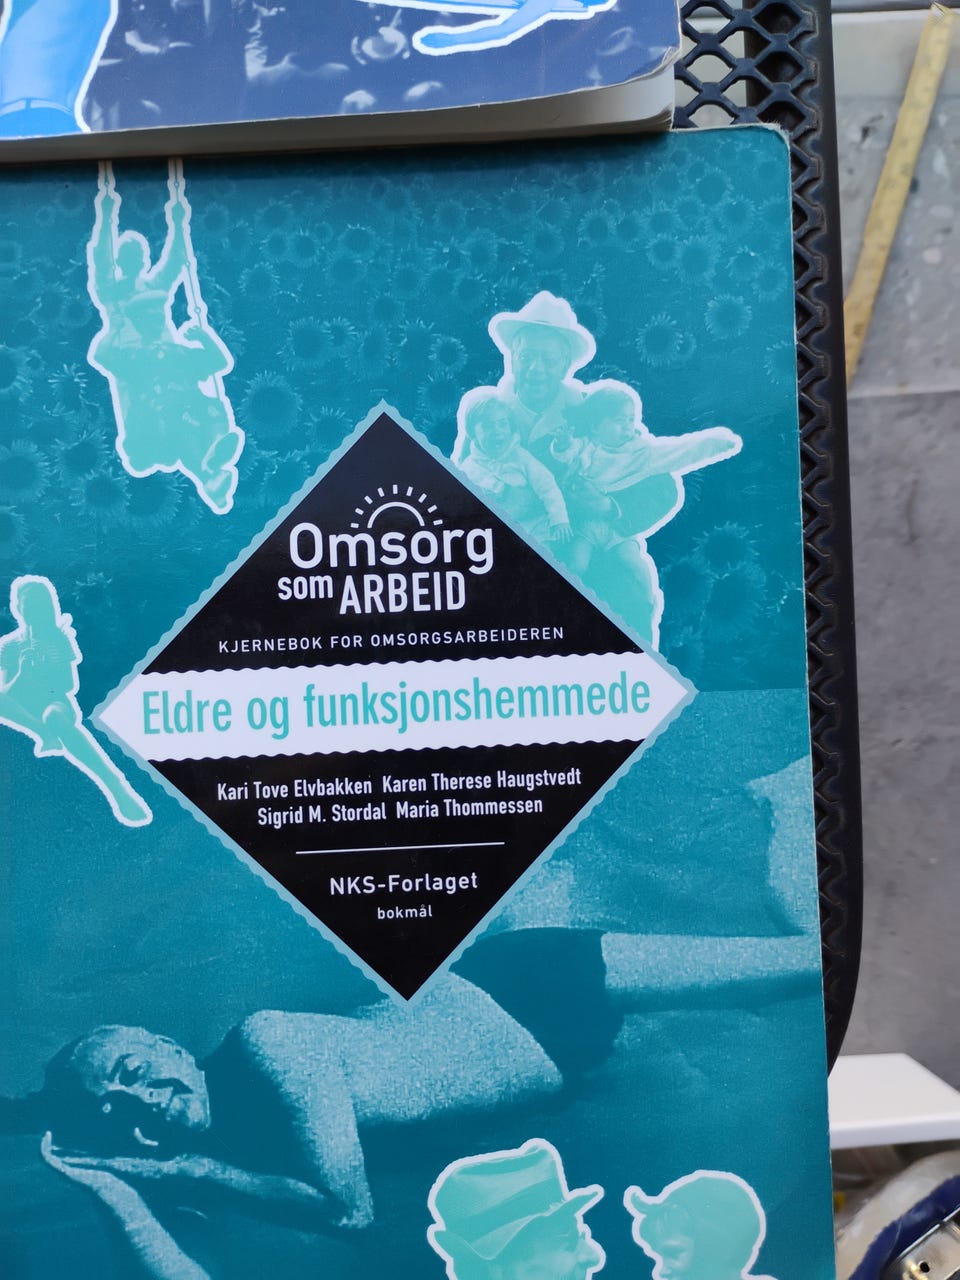 Omsorg
som ARBEID
KJERNEBOK FOR OMSORGSARBEIDEREN
Eldre og funksjonshemmede
Kari Tove Elvbakken Karen Therese Haugstvedt
Sigrid M. Stordal Maria Thommessen
NKS-Forlaget
bokmål